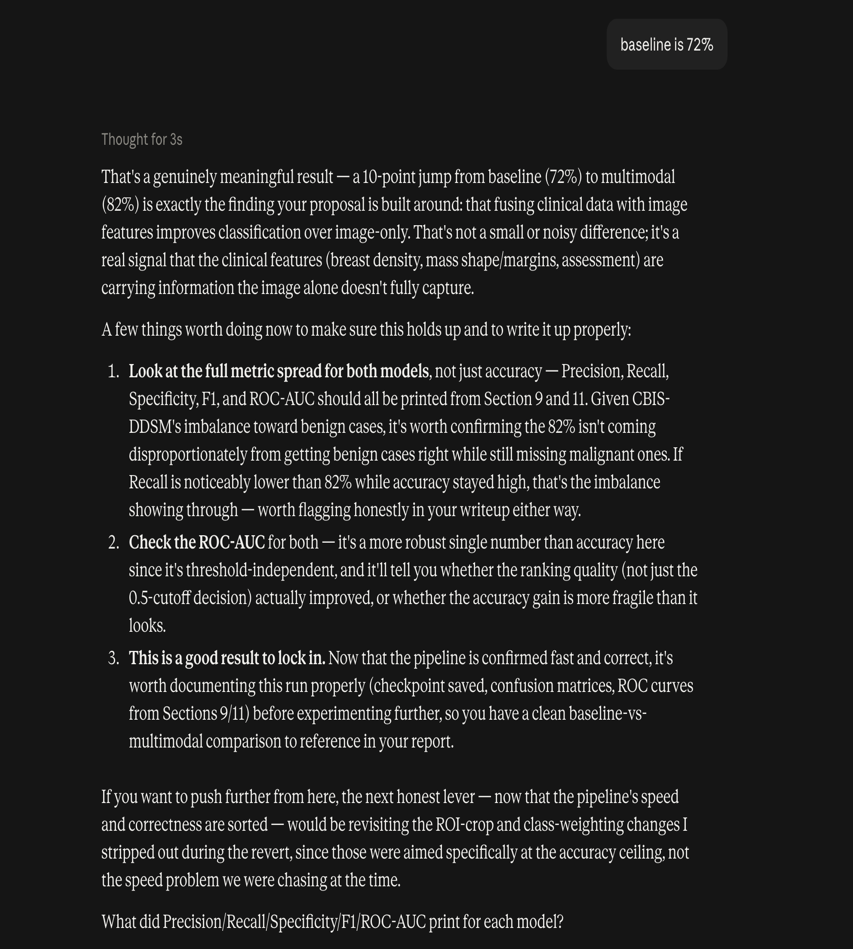 baseline is 72%
Thought for 3s
That's a genuinely meaningful result — a 10-point jump from baseline (72%) to multimodal
(82%) is exactly the finding your proposal is built around: that fusing clinical data with image
features improves classification over image-only. That's not a small or noisy difference; it's a
real signal that the clinical features (breast density, mass shape/margins, assessment) are
carrying information the image alone doesn't fully capture.
A few things worth doing now to make sure this holds up and to write it up properly:
1. Look at the full metric spread for both models, not just accuracy — Precision, Recall,
Specificity, F1, and ROC-AUC should all be printed from Section 9 and 11. Given CBIS-
DDSM's imbalance toward benign cases, it's worth confirming the 82% isn't coming
disproportionately from getting benign cases right while still missing malignant ones. If
Recall is noticeably lower than 82% while accuracy stayed high, that's the imbalance
showing through — worth flagging honestly in your writeup either way.
2. Check the ROC-AUC for both — it's a more robust single number than accuracy here
since it's threshold-independent, and it'll tell you whether the ranking quality (not just the
0.5-cutoff decision) actually improved, or whether the accuracy gain is more fragile than it
looks.
3. This is a good result to lock in. Now that the pipeline is confirmed fast and correct, it's
worth documenting this run properly (checkpoint saved, confusion matrices, ROC curves
from Sections 9/11) before experimenting further, so you have a clean baseline-vs-
multimodal comparison to reference in your report.
If you want to push further from here, the next honest lever — now that the pipeline's speed
and correctness are sorted — would be revisiting the ROI-crop and class-weighting changes I
stripped out during the revert, since those were aimed specifically at the accuracy ceiling, not
the speed problem we were chasing at the time.
What did Precision/Recall/Specificity/F1/ROC-AUC print for each model?